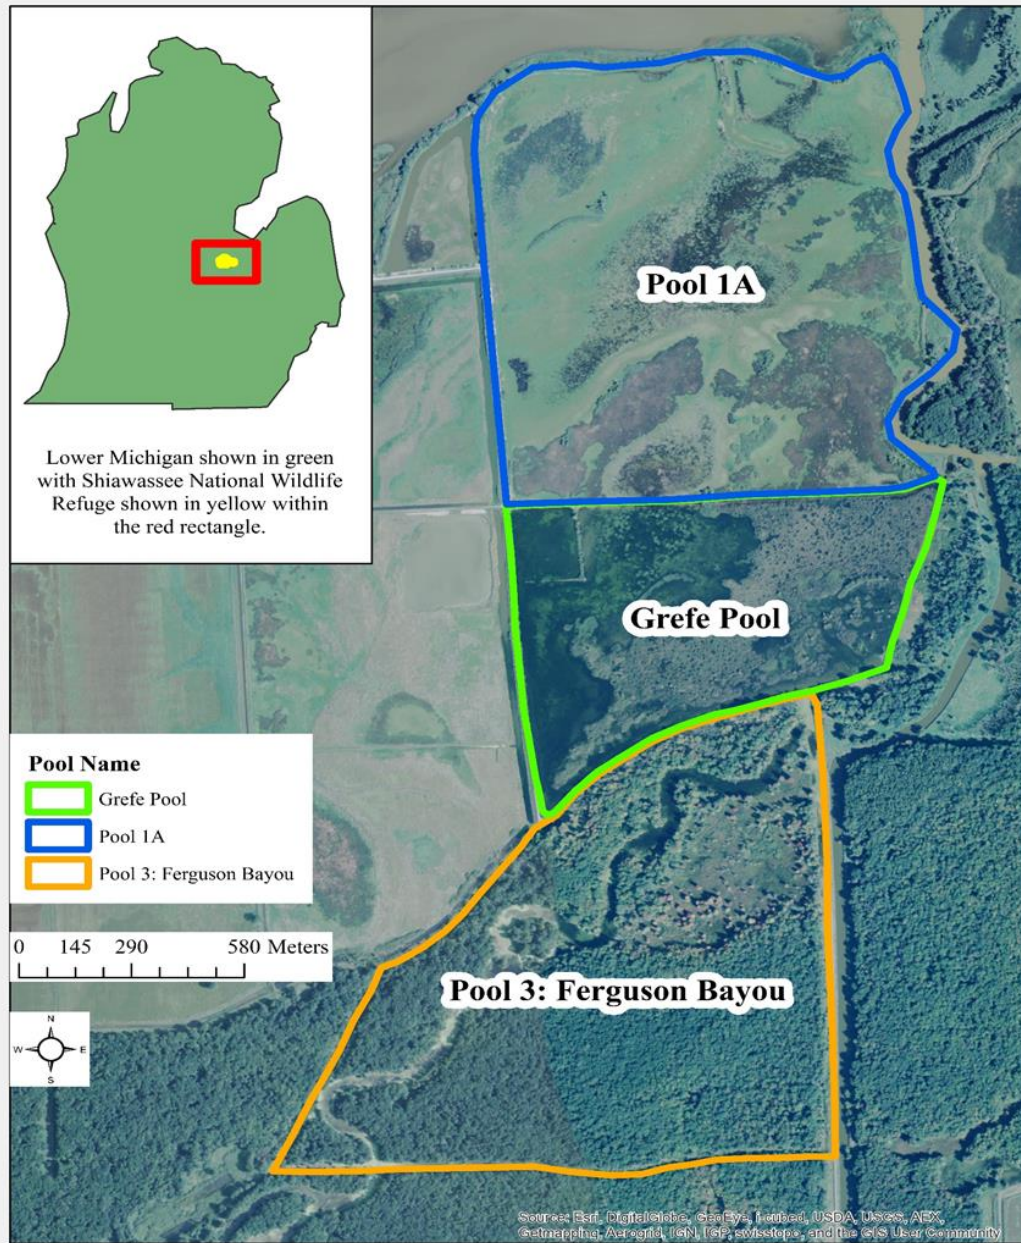 Lower Michigan shown in green
with Shiawassee National Wildlife
Refuge shown in yellow within
the red rectangle.
Pool 1A
Grefe Pool
Pool 3: Ferguson Bayou
Pool Name
Grefe Pool
Pool 1A
Pool 3: Ferguson Bayou
0 145 290 580 Meters
N
W E
S
Source: Esri, DigitalGlobe, GeoEye, i-cubed, USDA, USGS, AEX,
Getmapping, Aerogrid, IGN, IGP, swisstopo, and the GIS User Community